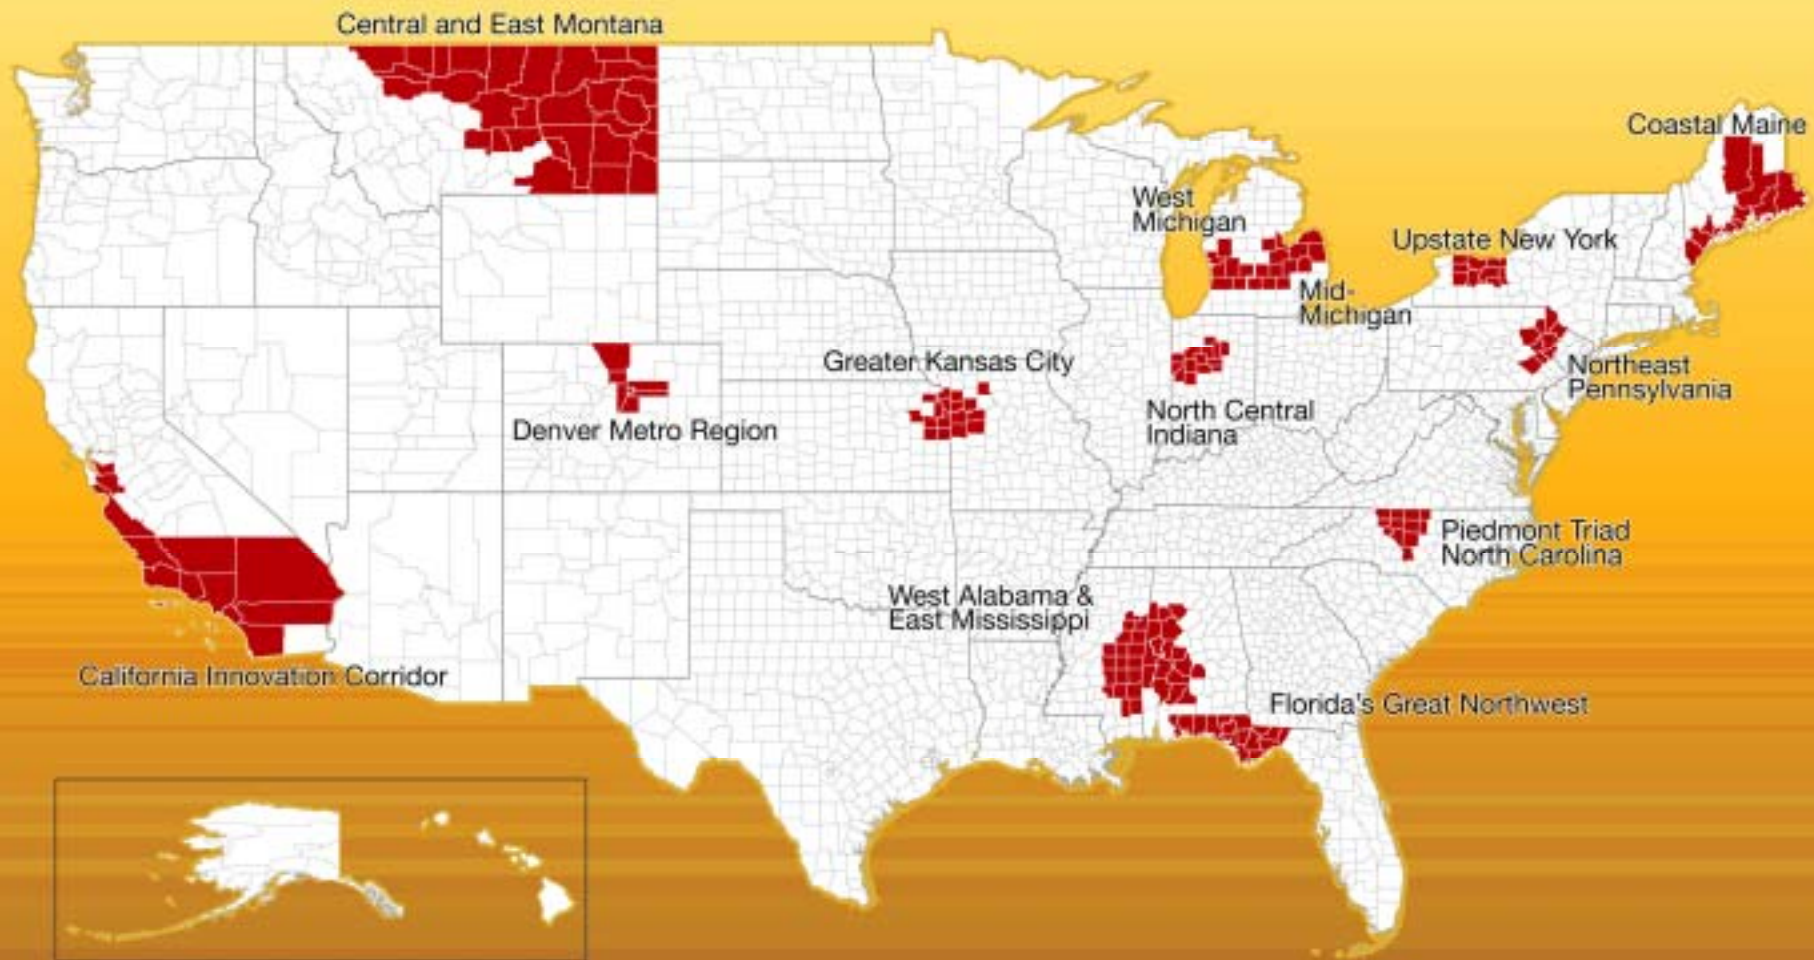 Central and East Montana
Coastal Maine
West
Michigan
Upstate New York
Mid-
Michigan
Greater Kansas City
Northeast
Pennsylvania
North Central
Indiana
Denver Metro Region
Piedmont Triad
North Carolina
West Alabama &
East Mississippi
California Innovation Corridor
Florida's Great Northwest